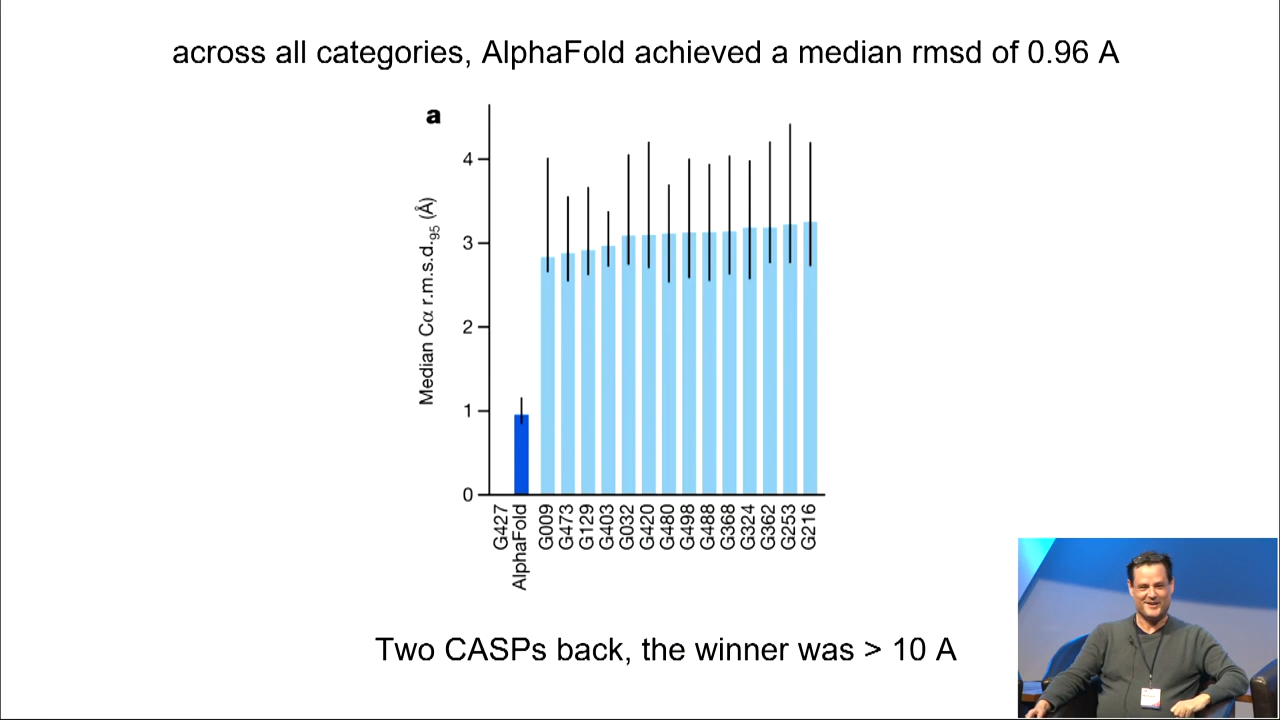 across all categories, AlphaFold achieved a median rmsd of 0.96 A
a
Median Cα r.m.s.d.95 (Å)
4
3
2
1
0
G427
AlphaFold
G009
G473
G129
G403
G032
G420
G480
G498
G488
G368
G324
G362
G253
G216
Two CASPs back, the winner was > 10 A